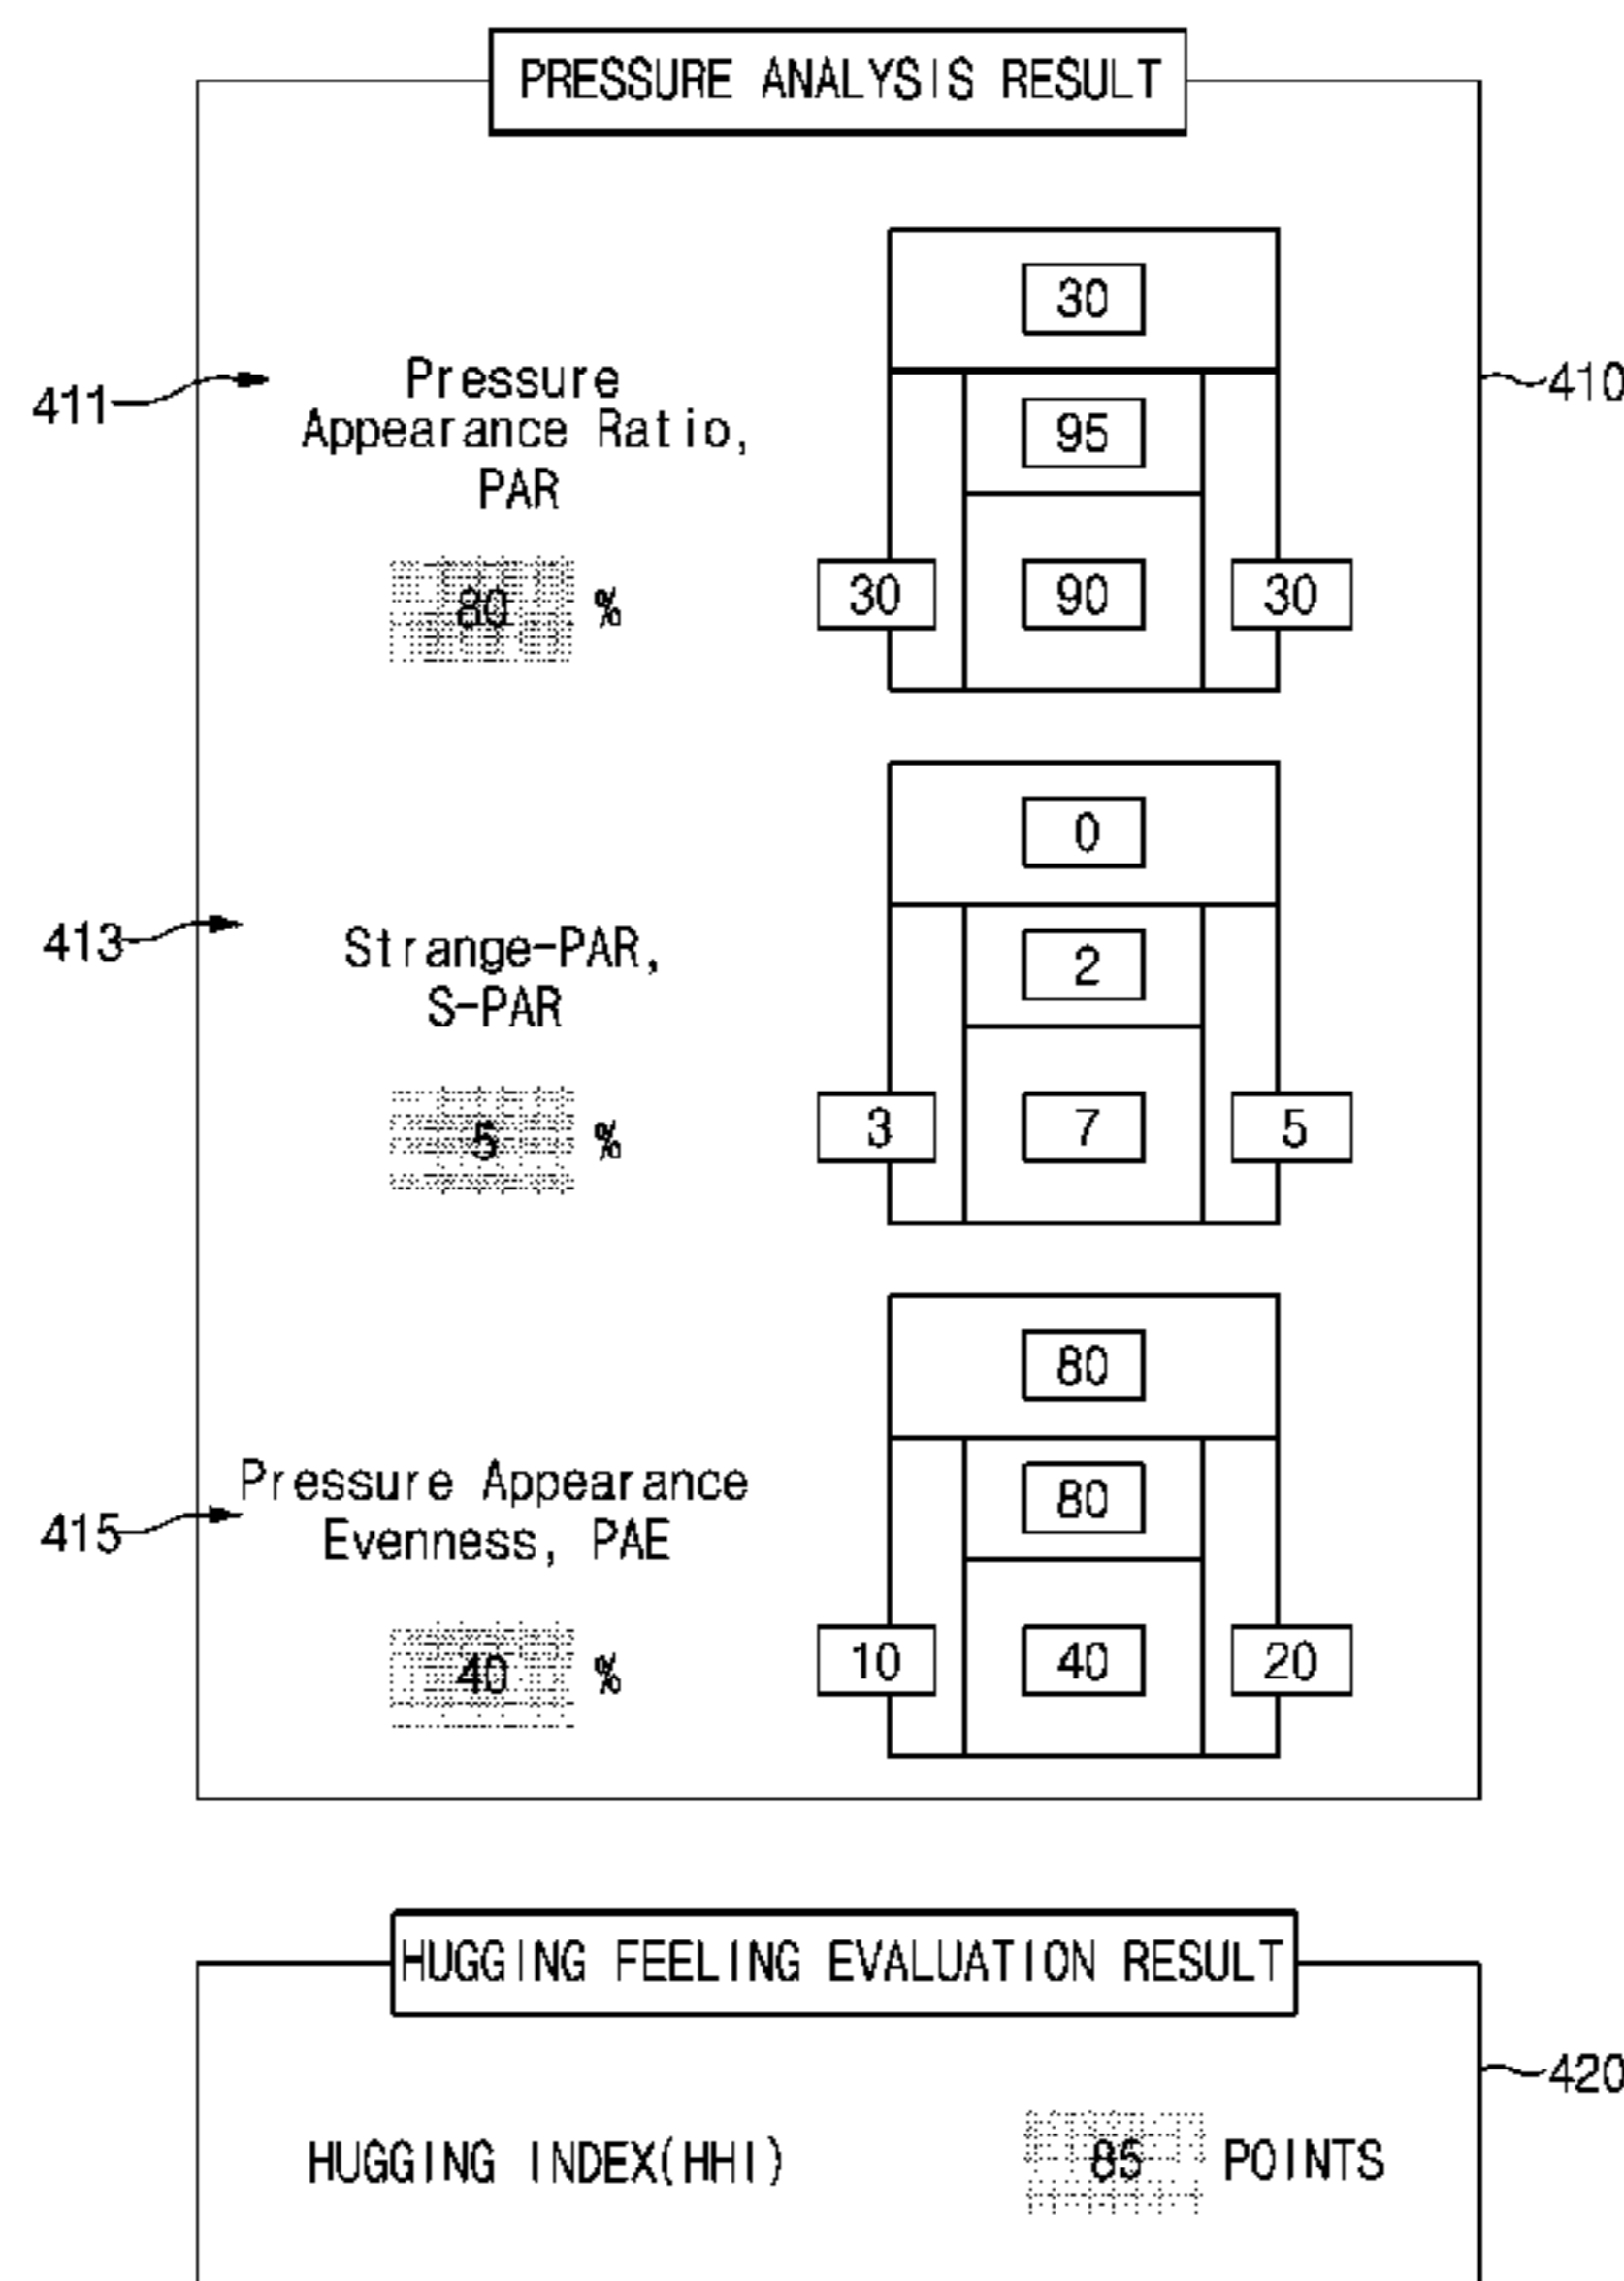 PRESSURE ANALYSIS RESULT
30
411
Pressure
Appearance Ratio,
PAR
410
95
80 %
30
90
30
0
413
Strange-PAR,
S-PAR
2
5 %
3
7
5
80
415
Pressure Appearance
Evenness, PAE
80
40 %
10
40
20
HUGGING FEELING EVALUATION RESULT
420
HUGGING INDEX(HHI) 85 POINTS